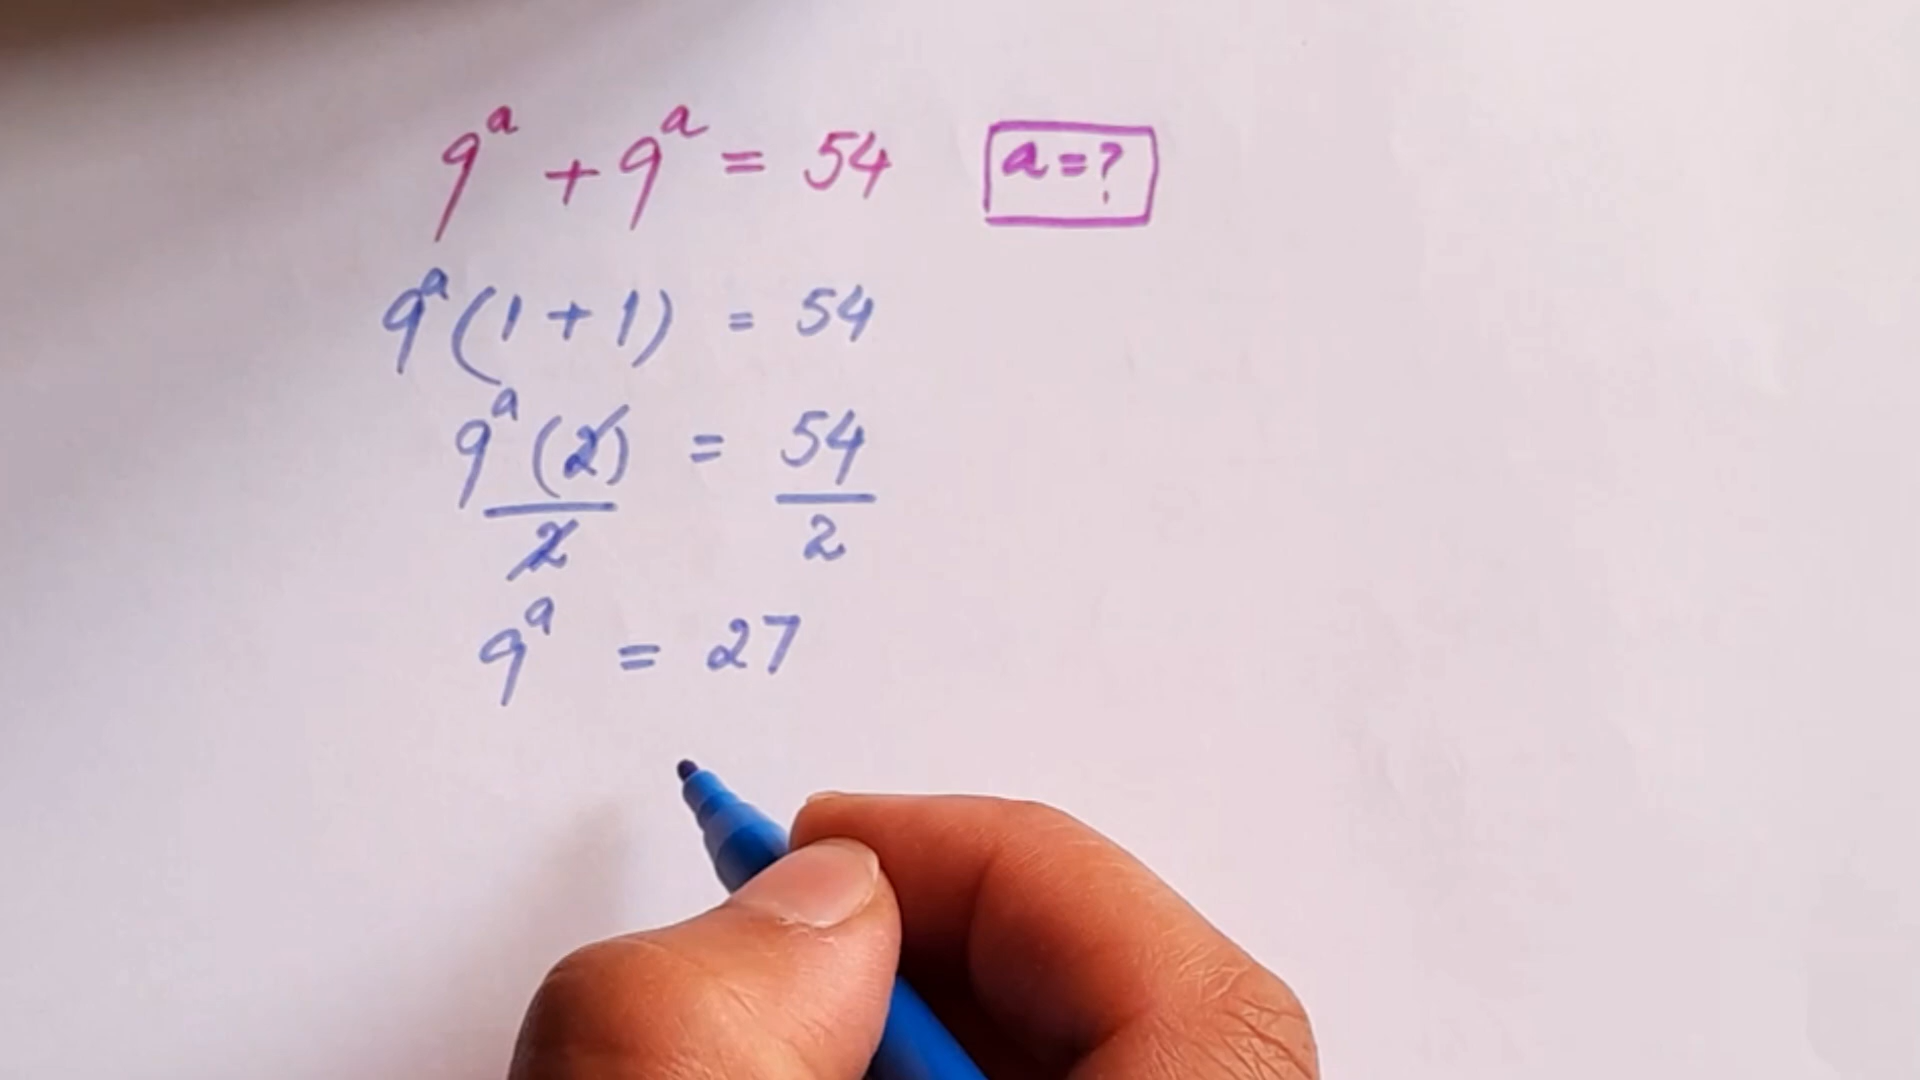 9^a + 9^a = 54 a = ?
9^a (1 + 1) = 54
9^a (2) = 54
2 2
9^a = 27